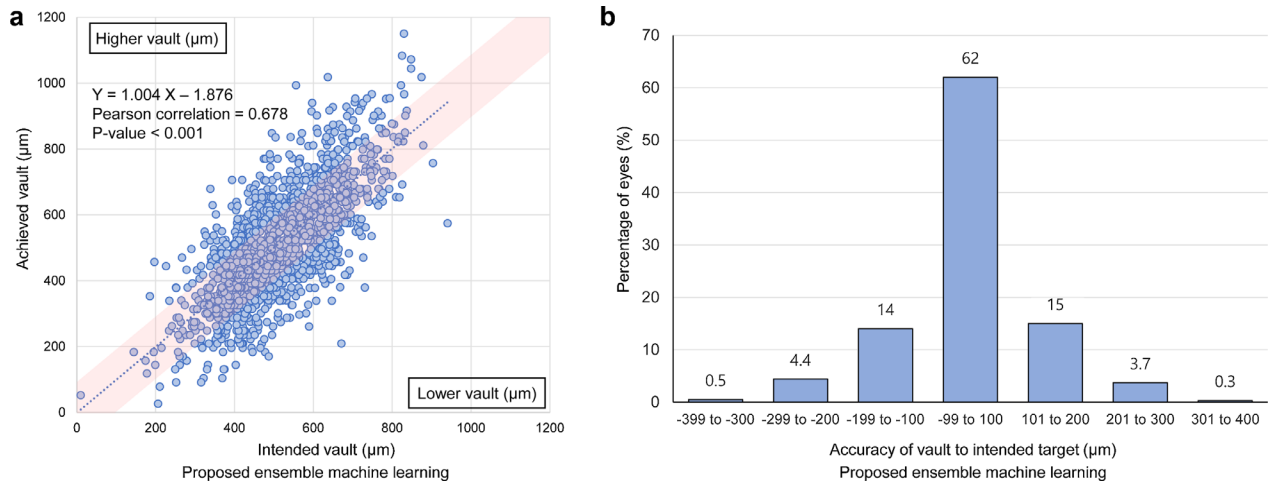 a
1200
1000
800
600
400
200
0
Achieved vault (µm)
Higher vault (µm)
Y = 1.004 X – 1.876
Pearson correlation = 0.678
P-value < 0.001
Lower vault (µm)
0 200 400 600 800 1000 1200
Intended vault (µm)
Proposed ensemble machine learning
b
70
60
50
40
30
20
10
0
Percentage of eyes (%)
0.5
4.4
14
62
15
3.7
0.3
-399 to -300 -299 to -200 -199 to -100 -99 to 100 101 to 200 201 to 300 301 to 400
Accuracy of vault to intended target (µm)
Proposed ensemble machine learning